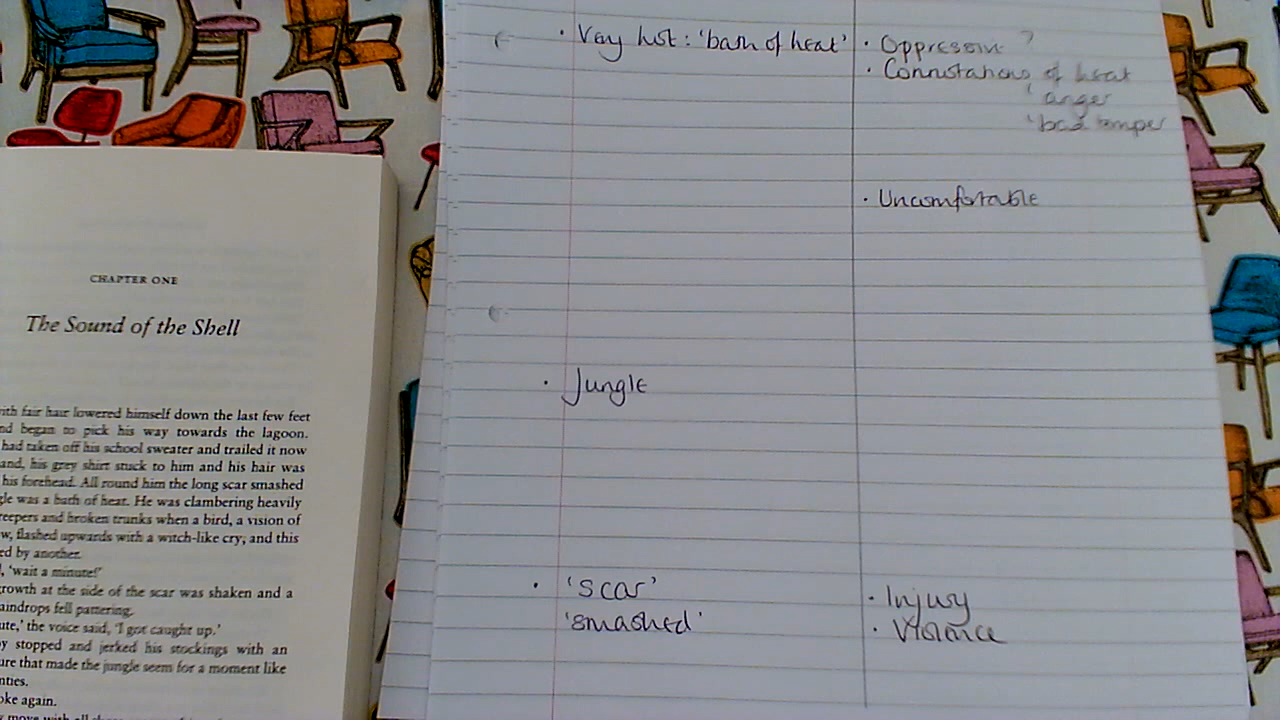 CHAPTER ONE
The Sound of the Shell
ith fair hair lowered himself down the last few feet
nd began to pick his way towards the lagoon.
had taken off his school sweater and trailed it now
and, his grey shirt stuck to him and his hair was
his forehead. All round him the long scar smashed
gle was a bath of heat. He was clambering heavily
reepers and broken trunks when a bird, a vision of
w, flashed upwards with a witch-like cry; and this
ed by another.
, 'wait a minute!'
growth at the side of the scar was shaken and a
aindrops fell pattering.
ute,' the voice said, 'I got caught up.'
y stopped and jerked his stockings with an
ure that made the jungle seem for a moment like
nties.
oke again.
move with all
· Very hot: 'bath of heat'
· Oppressive ?
· Connotations of heat
'anger
'bad temper
· Uncomfortable
· Jungle
· 'scar'
'smashed'
· Injury
· Violence